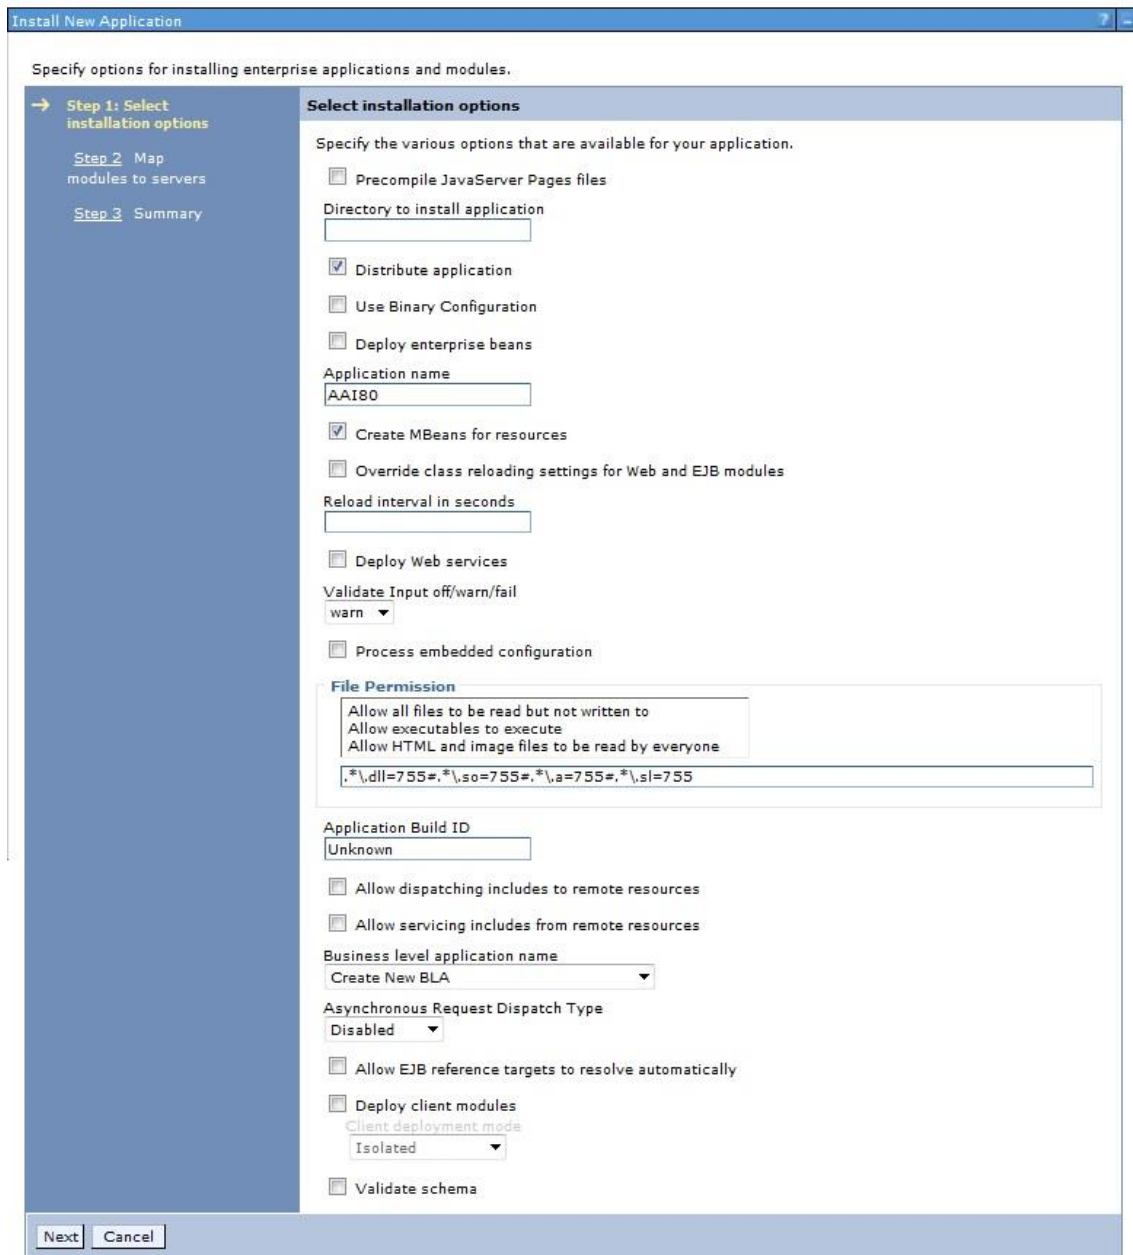 Install New Application
?
Specify options for installing enterprise applications and modules.
Step 1: Select
installation options
Step 2 Map
modules to servers
Step 3 Summary
Select installation options
Specify the various options that are available for your application.
Precompile JavaServer Pages files
Directory to install application
Distribute application
Use Binary Configuration
Deploy enterprise beans
Application name
AAI80
Create MBeans for resources
Override class reloading settings for Web and EJB modules
Reload interval in seconds
Deploy Web services
Validate Input off/warn/fail
warn
Process embedded configuration
File Permission
Allow all files to be read but not written to
Allow executables to execute
Allow HTML and image files to be read by everyone
.*\.dll=755#.*\.so=755#.*\.a=755#.*\.sl=755
Application Build ID
Unknown
Allow dispatching includes to remote resources
Allow servicing includes from remote resources
Business level application name
Create New BLA
Asynchronous Request Dispatch Type
Disabled
Allow EJB reference targets to resolve automatically
Deploy client modules
Client deployment mode
Isolated
Validate schema
Next Cancel